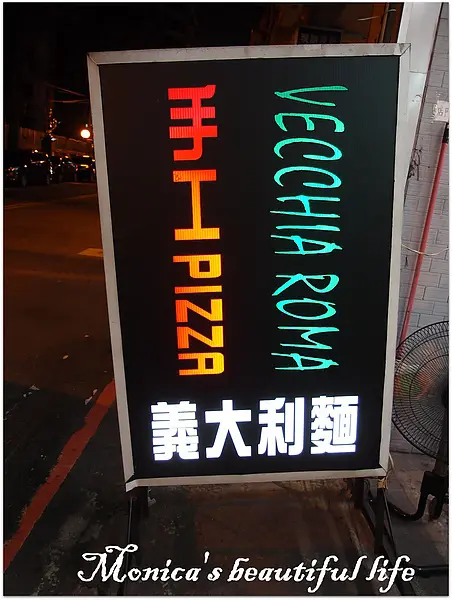 VECCHIA ROMA
手工PIZZA
義大利麵
Monica's beautiful life